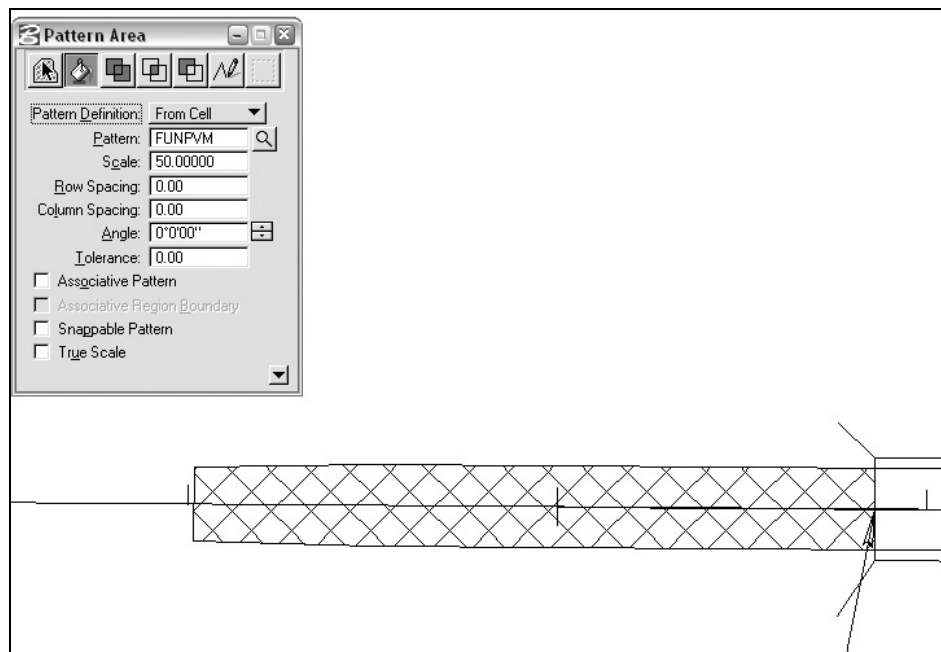 Pattern Area
Pattern Definition: From Cell
Pattern: FUNPVM
Scale: 50.00000
Row Spacing: 0.00
Column Spacing: 0.00
Angle: 0°0'00"
Tolerance: 0.00
Associative Pattern
Associative Region Boundary
Snappable Pattern
True Scale